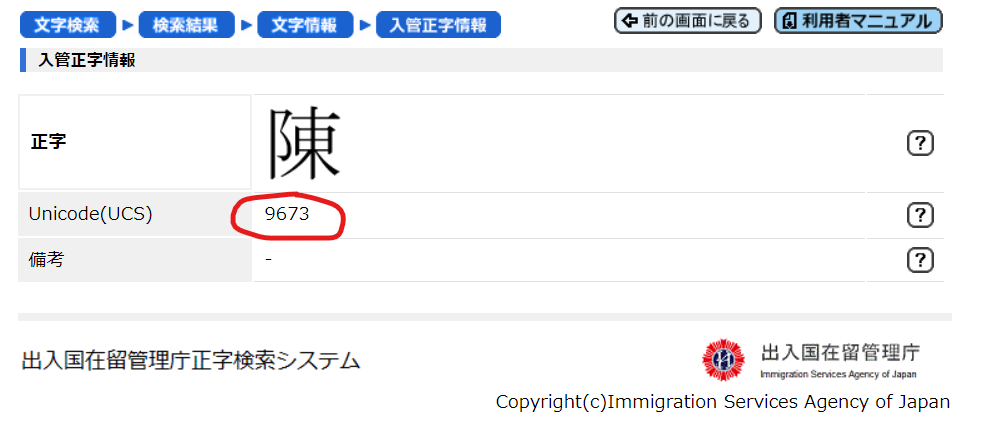 文字検索 検索結果 文字情報 入管正字情報 前の画面に戻る 利用者マニュアル
入管正字情報
正字 陳 ?
Unicode(UCS) 9673 ?
備考 - ?
出入国在留管理庁正字検索システム
出入国在留管理庁
Immigration Services Agency of Japan
Copyright(c)Immigration Services Agency of Japan